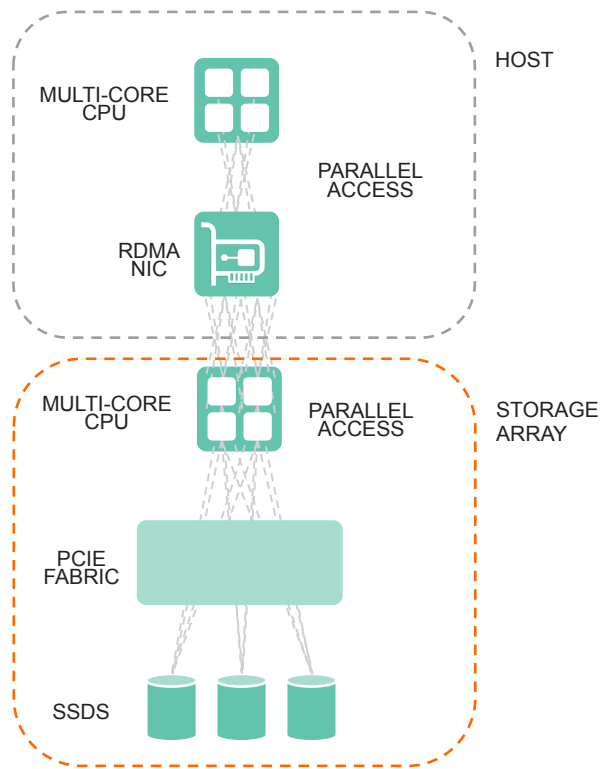 HOST
MULTI-CORE
CPU
PARALLEL
ACCESS
RDMA
NIC
MULTI-CORE
CPU
PARALLEL
ACCESS
STORAGE
ARRAY
PCIE
FABRIC
SSDS